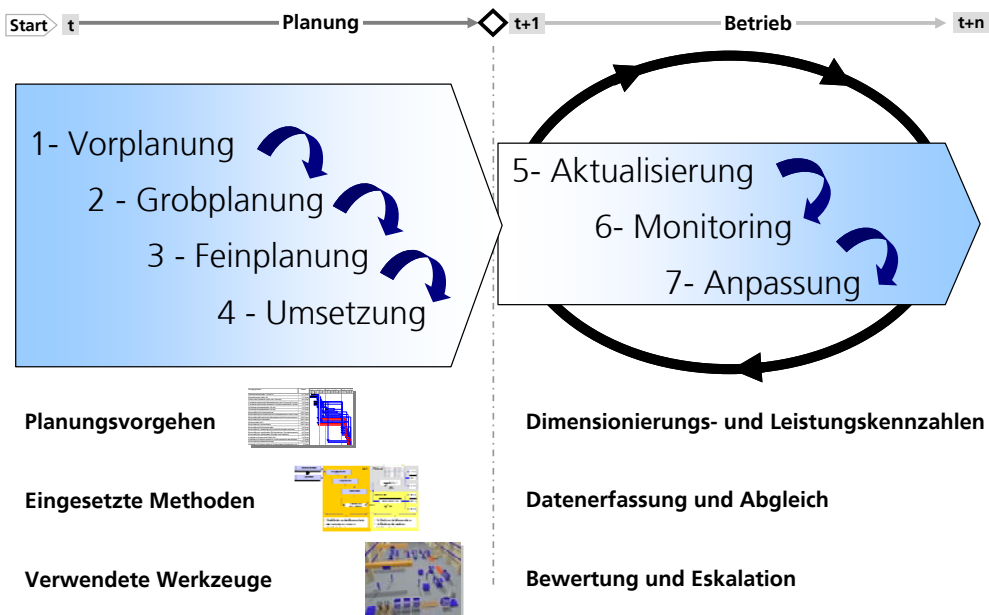 Start t Planung t+1 Betrieb t+n
1- Vorplanung
2 - Grobplanung
3 - Feinplanung
4 - Umsetzung
5- Aktualisierung
6- Monitoring
7- Anpassung
Planungsvorgehen
Eingesetzte Methoden
Verwendete Werkzeuge
Dimensionierungs- und Leistungskennzahlen
Datenerfassung und Abgleich
Bewertung und Eskalation